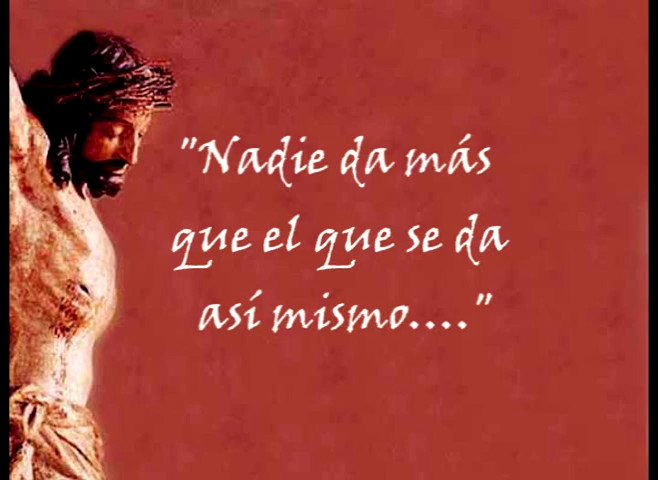 "Nadie da más
que el que se da
así mismo...."